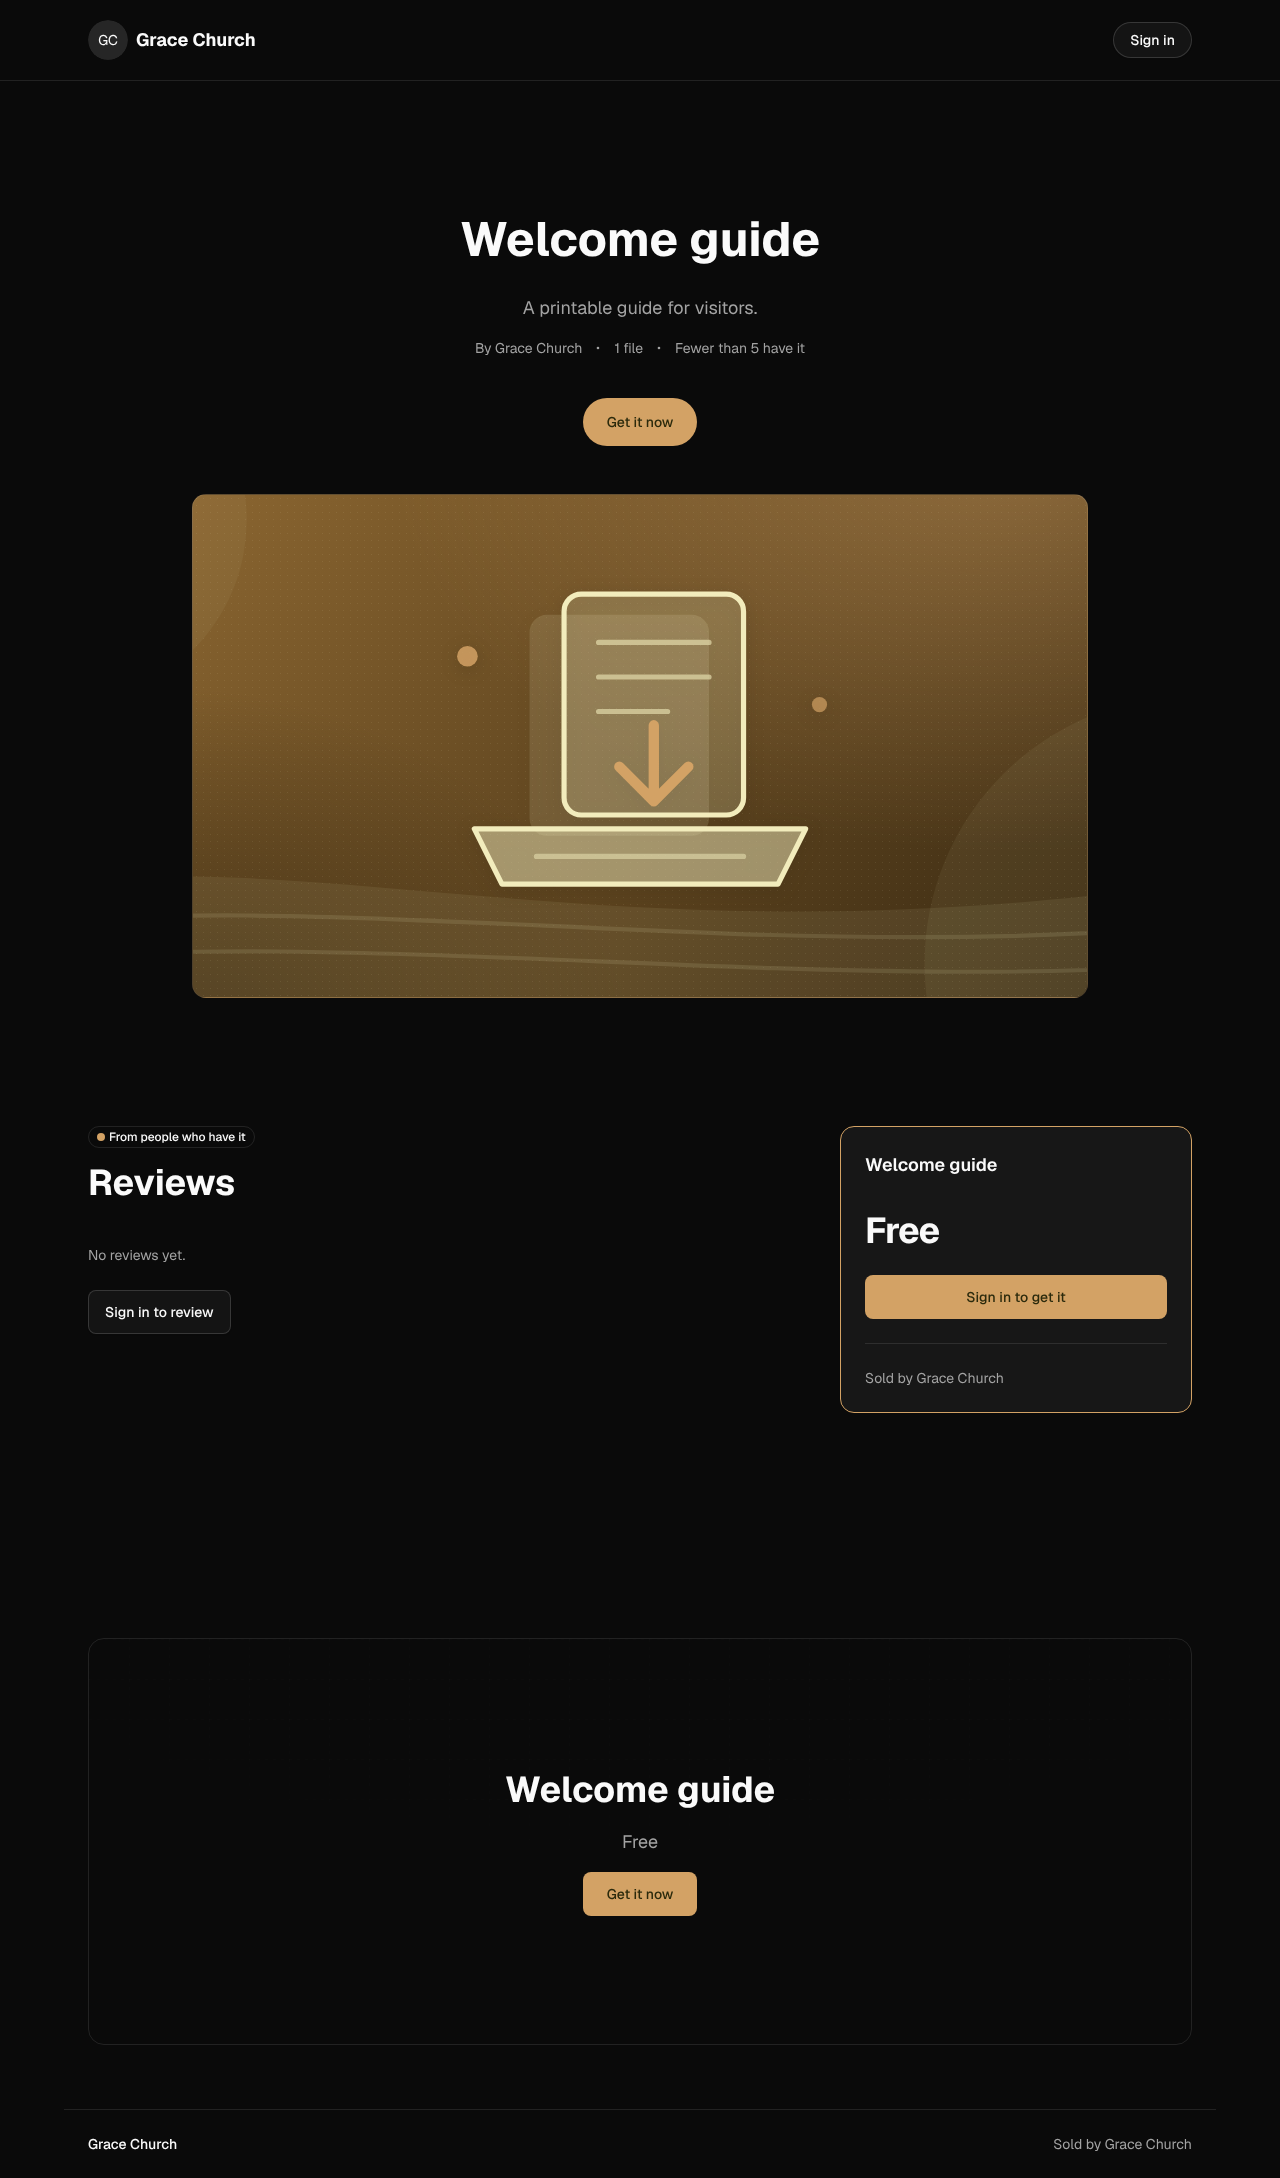 GC Grace Church
Sign in
Welcome guide
A printable guide for visitors.
By Grace Church • 1 file • Fewer than 5 have it
Get it now
From people who have it
Reviews
No reviews yet.
Sign in to review
Welcome guide
Free
Sign in to get it
Sold by Grace Church
Welcome guide
Free
Get it now
Grace Church
Sold by Grace Church